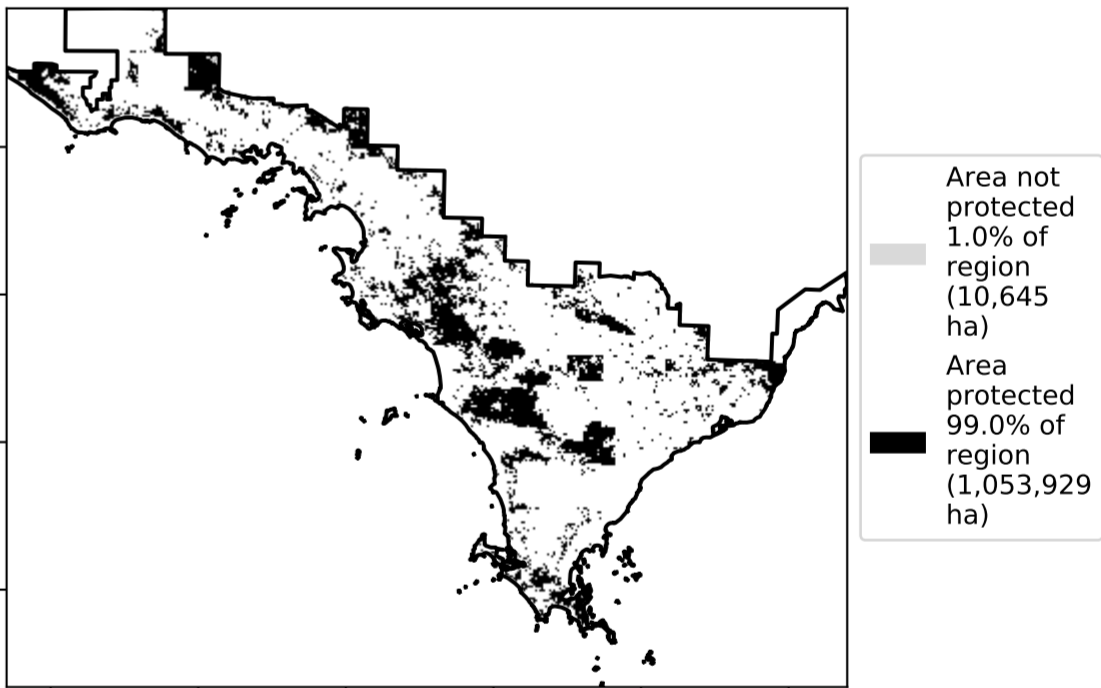 Area not
protected
1.0% of
region
(10,645
ha)
Area
protected
99.0% of
region
(1,053,929
ha)